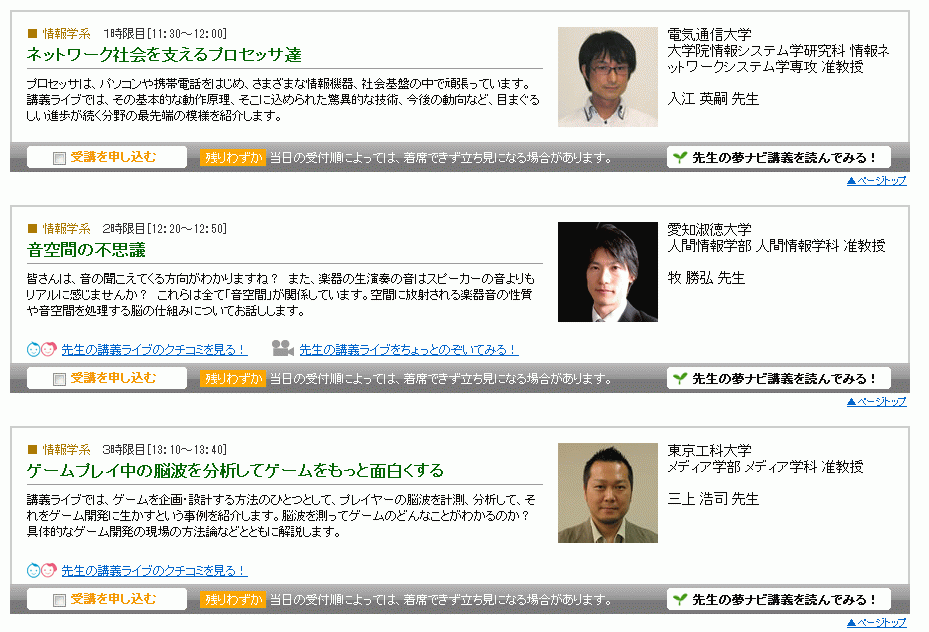 ■ 情報学系 1時限目[11:30～12:00]
ネットワーク社会を支えるプロセッサ達
プロセッサは、パソコンや携帯電話をはじめ、さまざまな情報機器、社会基盤の中で頑張っています。
講義ライブでは、その基本的な動作原理、そこに込められた驚異的な技術、今後の動向など、目まぐる
しい進歩が続く分野の最先端の模様を紹介します。
電気通信大学
大学院情報システム学研究科 情報ネ
ットワークシステム学専攻 准教授
入江 英嗣 先生
受講を申し込む 残りわずか 当日の受付順によっては、着席できず立ち見になる場合があります。 先生の夢ナビ講義を読んでみる！
▲ページトップ
■ 情報学系 2時限目[12:20～12:50]
音空間の不思議
皆さんは、音の聞こえてくる方向がわかりますね？ また、楽器の生演奏の音はスピーカーの音よりも
リアルに感じませんか？ これらは全て「音空間」が関係しています。空間に放射される楽器音の性質
や音空間を処理する脳の仕組みについてお話しします。
愛知淑徳大学
人間情報学部 人間情報学科 准教授
牧 勝弘 先生
先生の講義ライブのクチコミを見る！ 先生の講義ライブをちょっとのぞいてみる！
受講を申し込む 残りわずか 当日の受付順によっては、着席できず立ち見になる場合があります。 先生の夢ナビ講義を読んでみる！
▲ページトップ
■ 情報学系 3時限目[13:10～13:40]
ゲームプレイ中の脳波を分析してゲームをもっと面白くする
講義ライブでは、ゲームを企画・設計する方法のひとつとして、プレイヤーの脳波を計測、分析して、そ
れをゲーム開発に生かすという事例を紹介します。脳波を測ってゲームのどんなことがわかるのか？
具体的なゲーム開発の現場の方法論などとともに解説します。
東京工科大学
メディア学部 メディア学科 准教授
三上 浩司 先生
先生の講義ライブのクチコミを見る！
受講を申し込む 残りわずか 当日の受付順によっては、着席できず立ち見になる場合があります。 先生の夢ナビ講義を読んでみる！
▲ページトップ